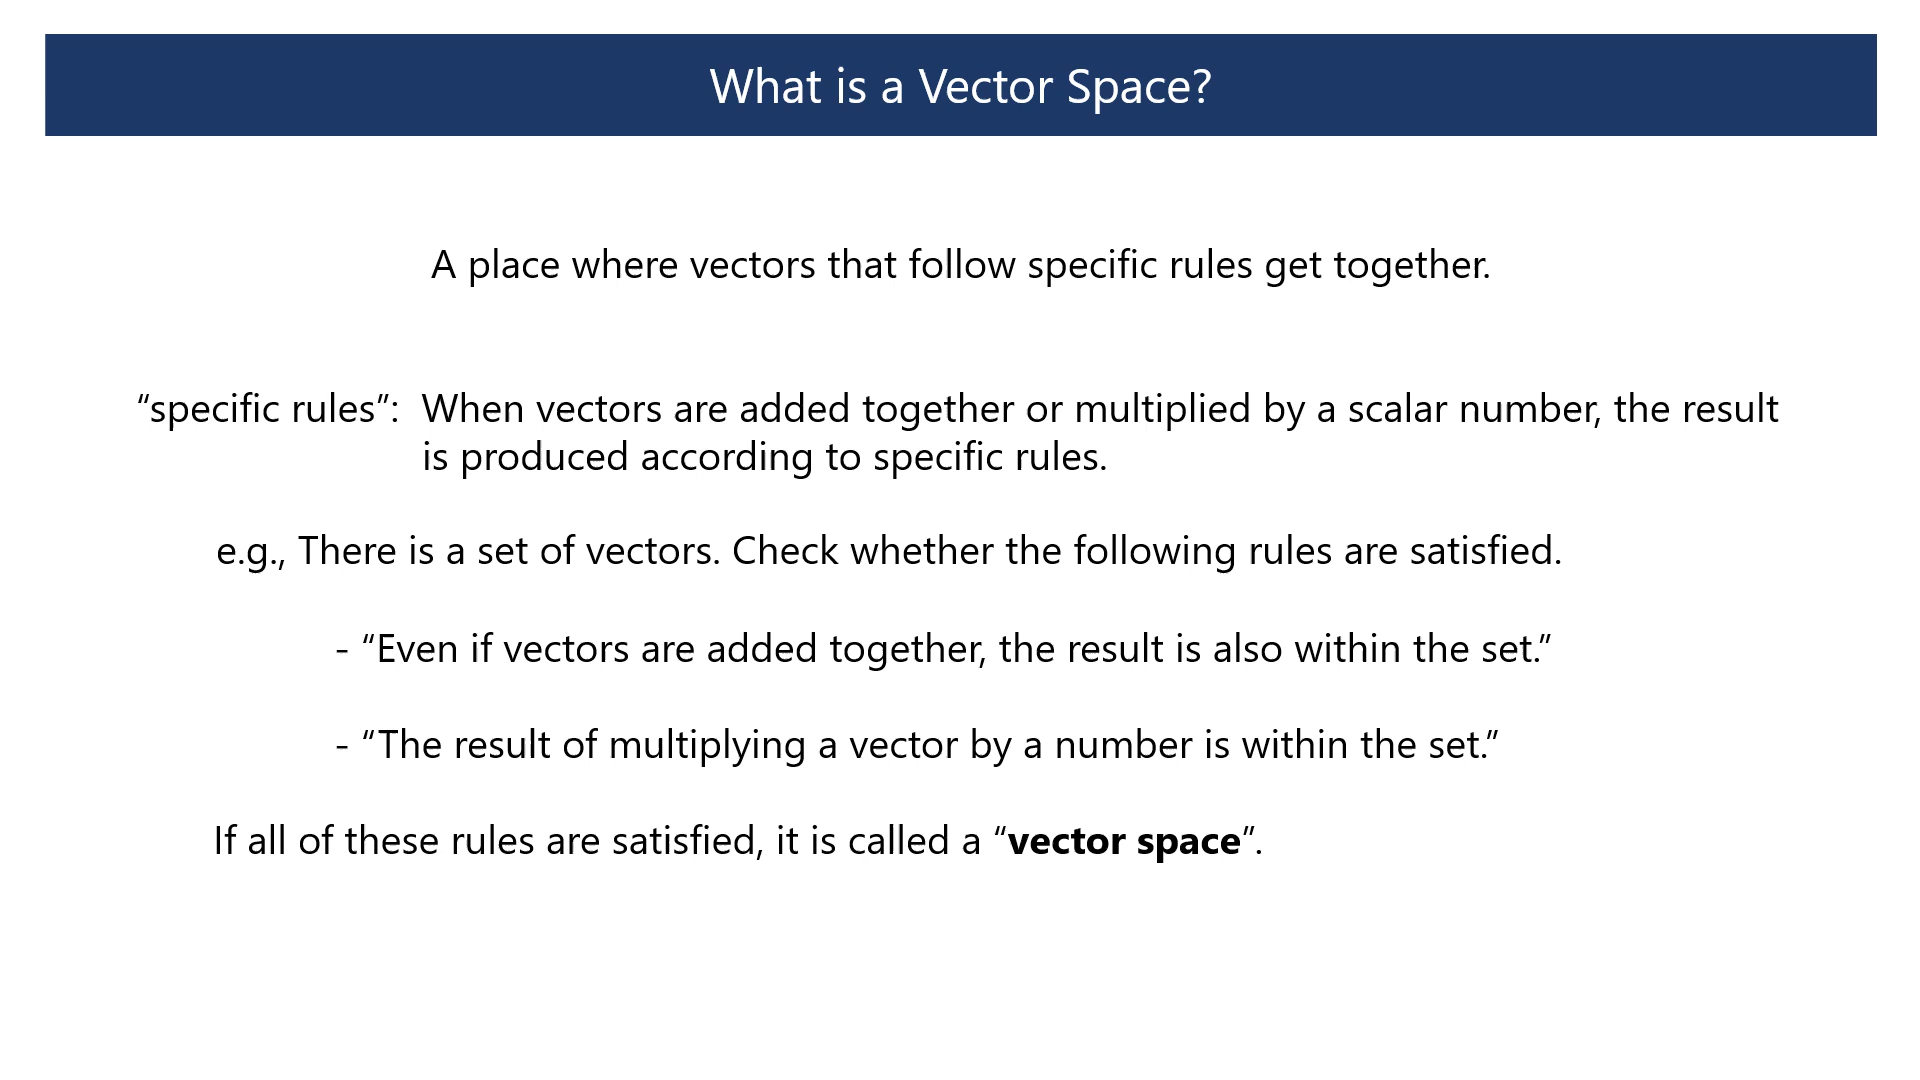 What is a Vector Space?
A place where vectors that follow specific rules get together.
“specific rules”: When vectors are added together or multiplied by a scalar number, the result
is produced according to specific rules.
e.g., There is a set of vectors. Check whether the following rules are satisfied.
- “Even if vectors are added together, the result is also within the set.”
- “The result of multiplying a vector by a number is within the set.”
If all of these rules are satisfied, it is called a “vector space”.